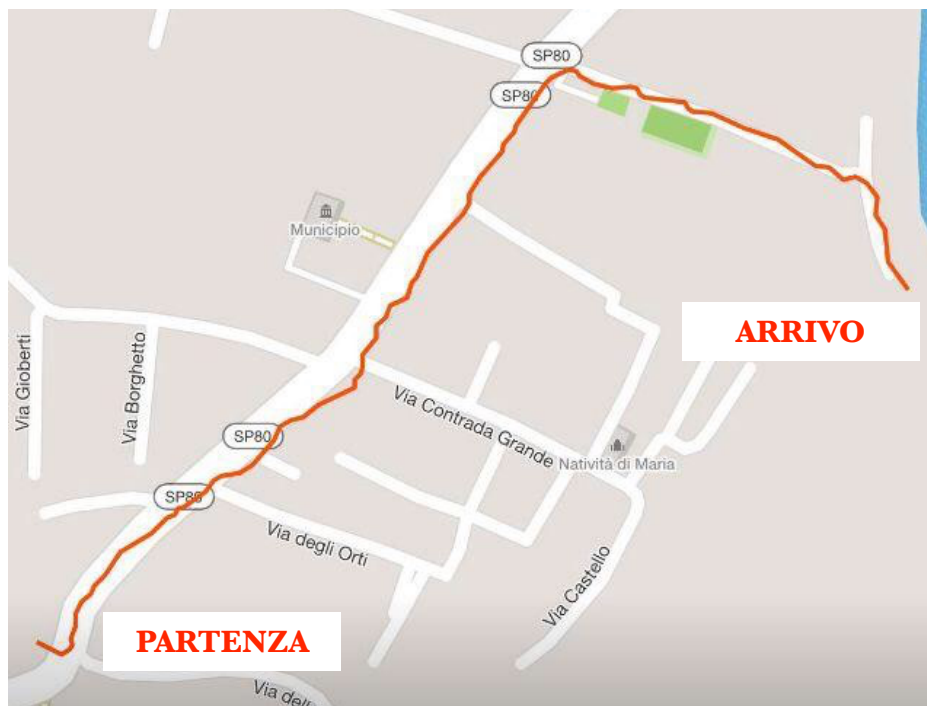 SP80
SP80
Municipio
ARRIVO
Via Gioberti
Via Borghetto
Via Contrada Grande
SP80
Natività di Maria
SP80
Via degli Orti
Via Castello
PARTENZA
Via